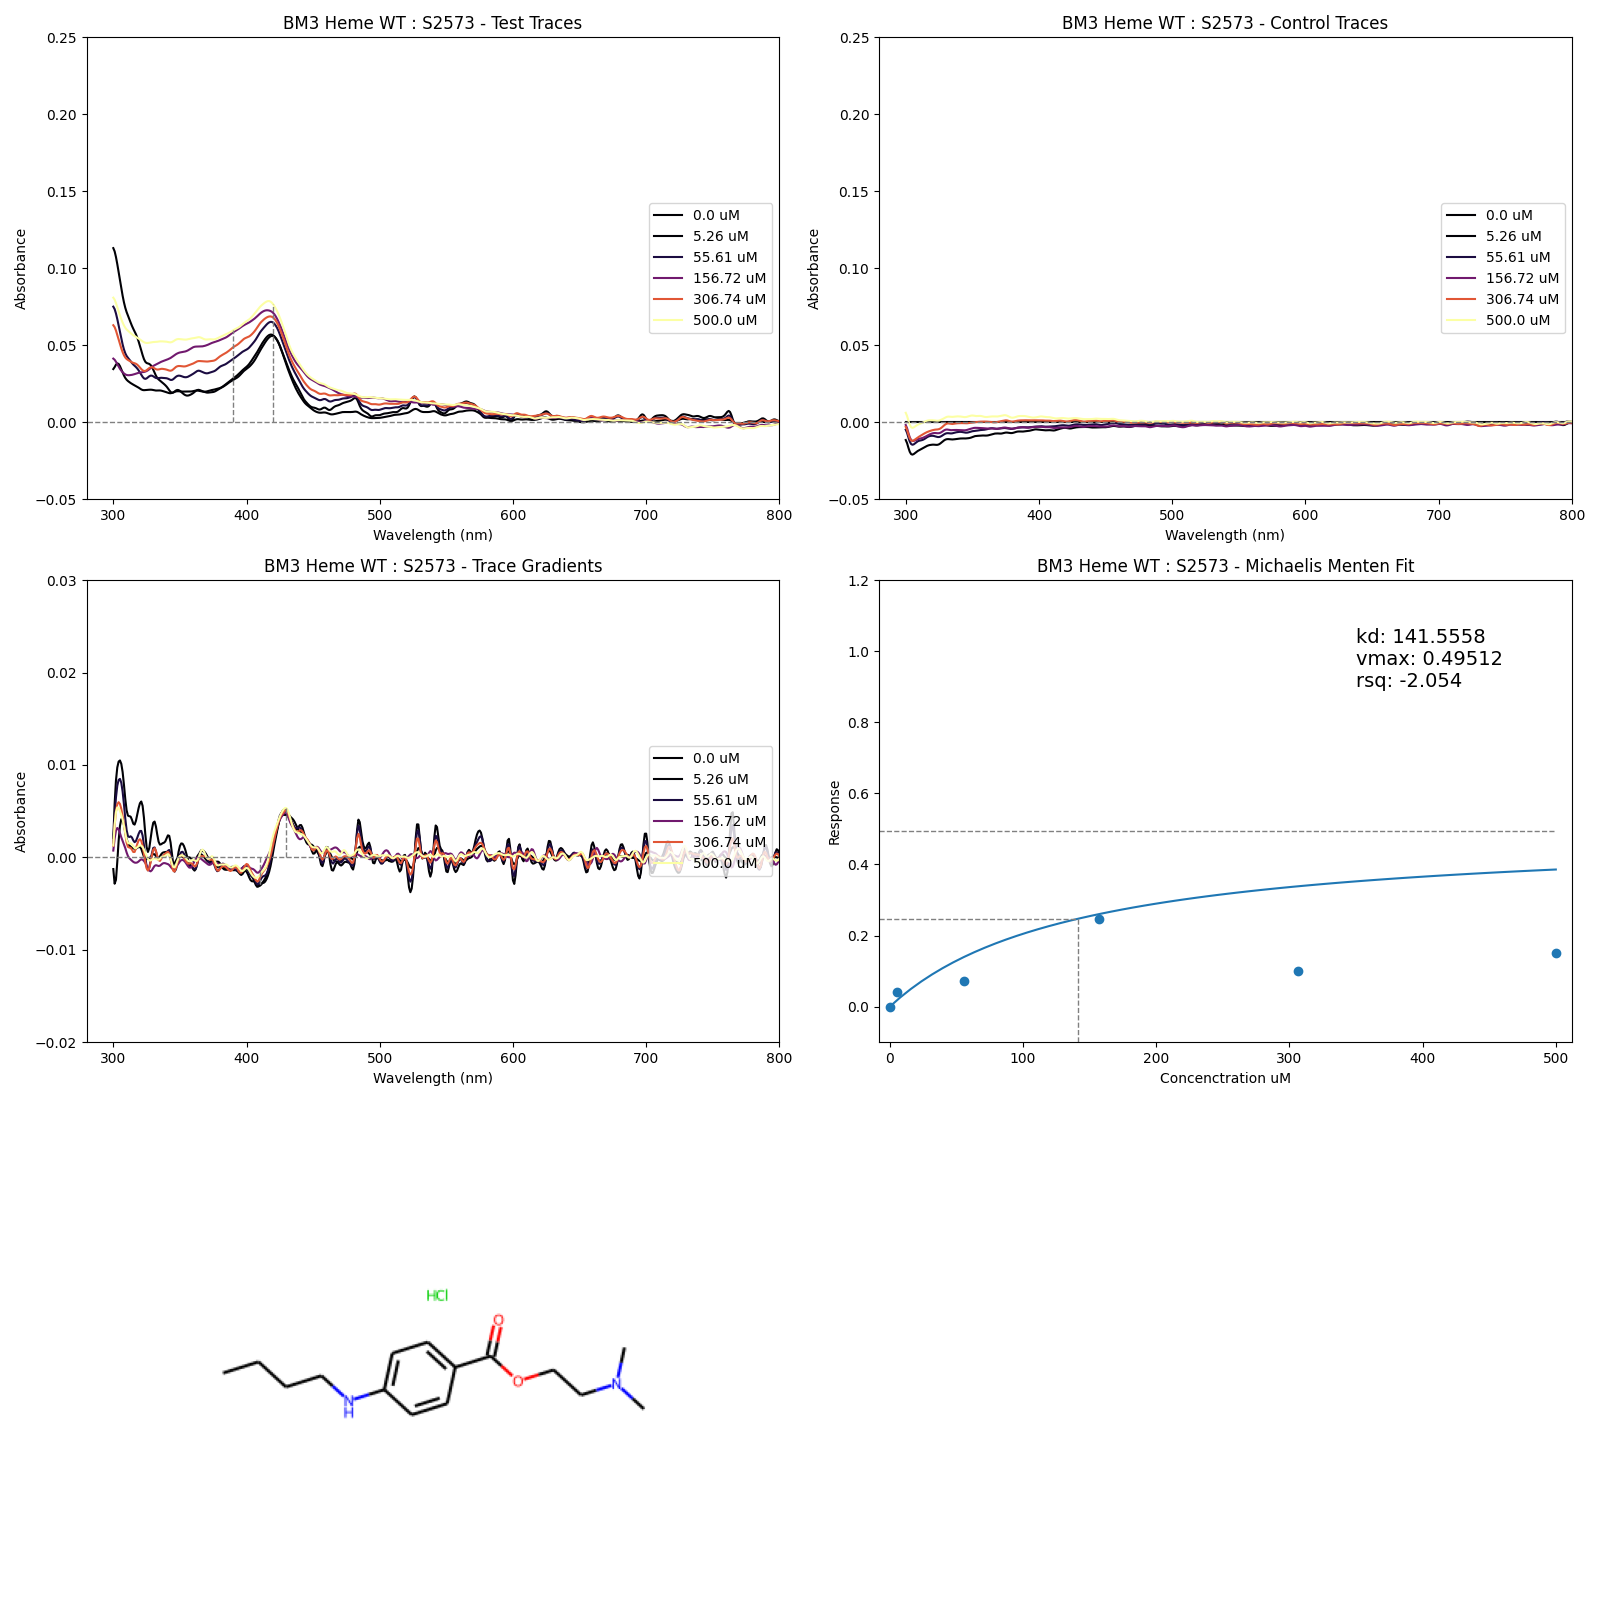 BM3 Heme WT : S2573 - Test Traces
Absorbance
0.25
0.20
0.15
0.10
0.05
0.00
−0.05
300 400 500 600 700 800
Wavelength (nm)
0.0 uM
5.26 uM
55.61 uM
156.72 uM
306.74 uM
500.0 uM
BM3 Heme WT : S2573 - Control Traces
Absorbance
0.25
0.20
0.15
0.10
0.05
0.00
−0.05
300 400 500 600 700 800
Wavelength (nm)
0.0 uM
5.26 uM
55.61 uM
156.72 uM
306.74 uM
500.0 uM
BM3 Heme WT : S2573 - Trace Gradients
Absorbance
0.03
0.02
0.01
0.00
−0.01
−0.02
300 400 500 600 700 800
Wavelength (nm)
0.0 uM
5.26 uM
55.61 uM
156.72 uM
306.74 uM
500.0 uM
BM3 Heme WT : S2573 - Michaelis Menten Fit
Response
1.2
1.0
0.8
0.6
0.4
0.2
0.0
0 100 200 300 400 500
Concenctration uM
kd: 141.5558
vmax: 0.49512
rsq: -2.054
HCl
O
O
N
N
H